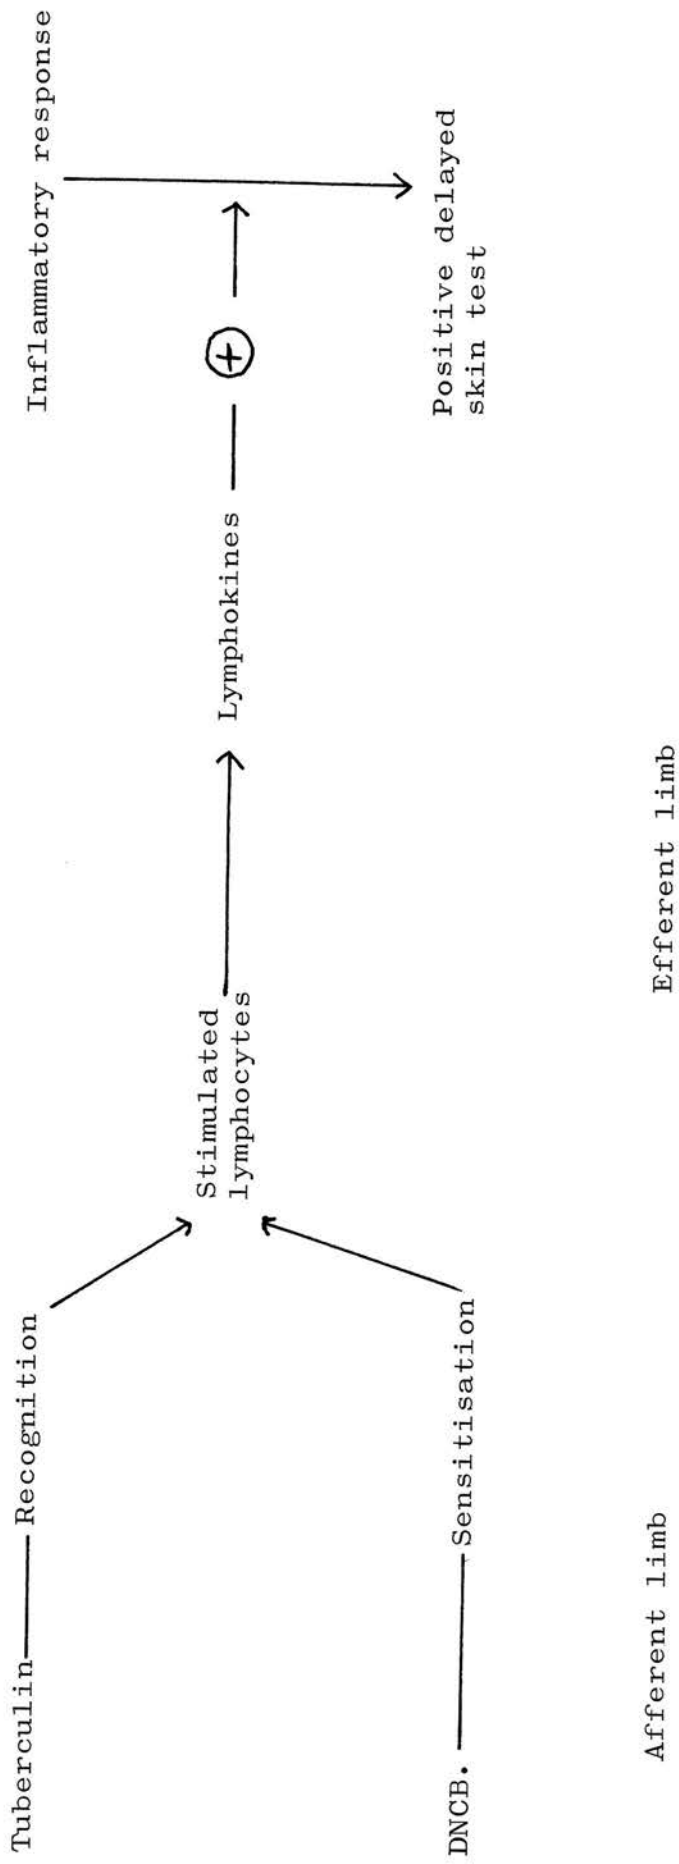 Tuberculin
Recognition
DNCB.
Sensitisation
Stimulated
lymphocytes
Lymphokines
+
Inflammatory response
Positive delayed
skin test
Afferent limb
Efferent limb